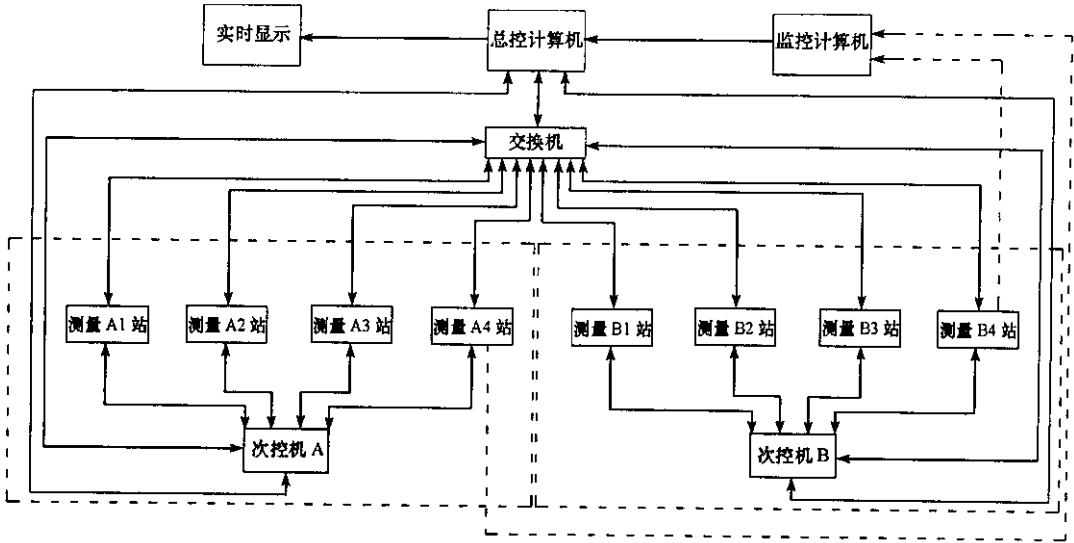 实时显示
总控计算机
监控计算机
交换机
测量 A1 站
测量 A2 站
测量 A3 站
测量 A4 站
测量 B1 站
测量 B2 站
测量 B3 站
测量 B4 站
次控机 A
次控机 B